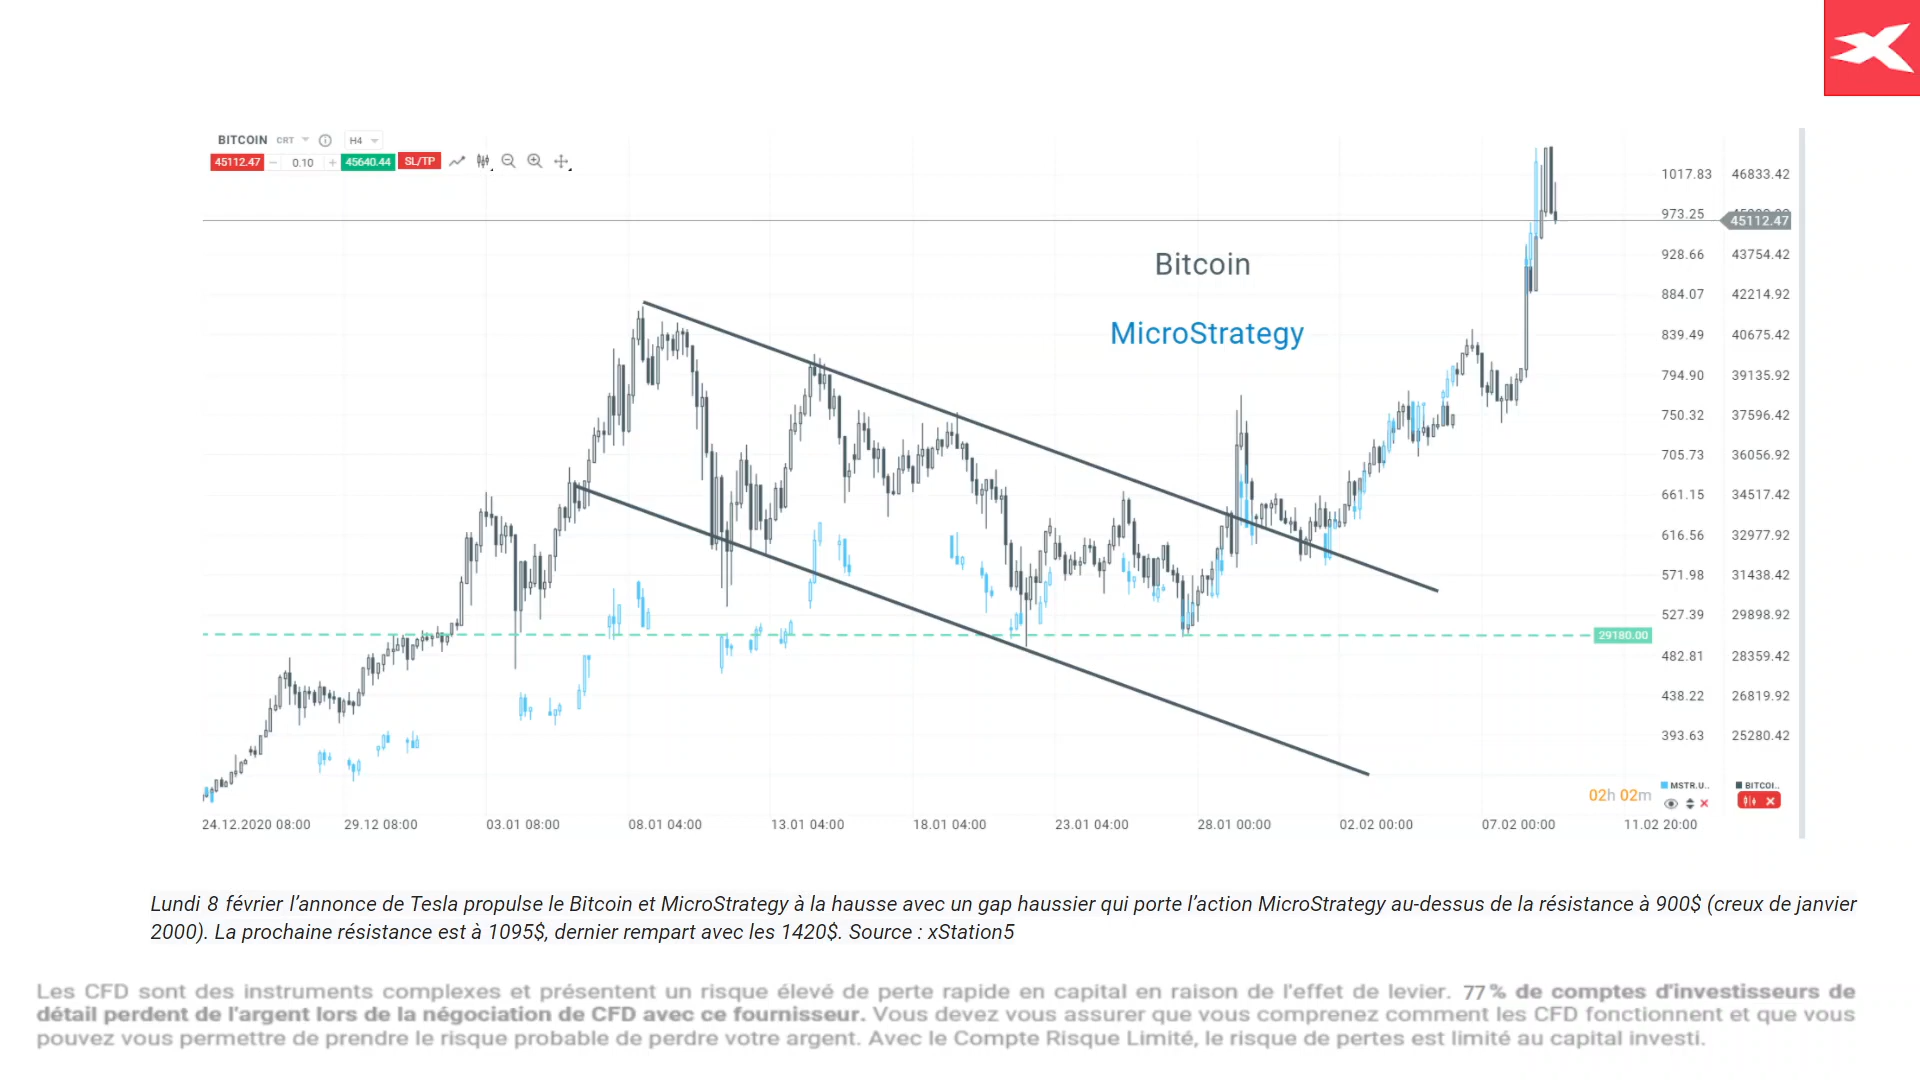 BITCOIN CRT H4
45112.47 − 0.10 + 45640.44 SL/TP
1017.83 46833.42
973.25
45112.47
Bitcoin
928.66 43754.42
884.07 42214.92
MicroStrategy
839.49 40675.42
794.90 39135.92
750.32 37596.42
705.73 36056.92
661.15 34517.42
616.56 32977.92
571.98 31438.42
527.39 29898.92
29180.00
482.81 28359.42
438.22 26819.92
393.63 25280.42
02h 02m MSTR.U.. BITCOI..
24.12.2020 08:00 29.12 08:00 03.01 08:00 08.01 04:00 13.01 04:00 18.01 04:00 23.01 04:00 28.01 00:00 02.02 00:00 07.02 00:00 11.02 20:00
Lundi 8 février l’annonce de Tesla propulse le Bitcoin et MicroStrategy à la hausse avec un gap haussier qui porte l’action MicroStrategy au-dessus de la résistance à 900$ (creux de janvier
2000). La prochaine résistance est à 1095$, dernier rempart avec les 1420$. Source : xStation5
Les CFD sont des instruments complexes et présentent un risque élevé de perte rapide en capital en raison de l'effet de levier. 77% de comptes d'investisseurs de
détail perdent de l'argent lors de la négociation de CFD avec ce fournisseur. Vous devez vous assurer que vous comprenez comment les CFD fonctionnent et que vous
pouvez vous permettre de prendre le risque probable de perdre votre argent. Avec le Compte Risque Limité, le risque de pertes est limité au capital investi.